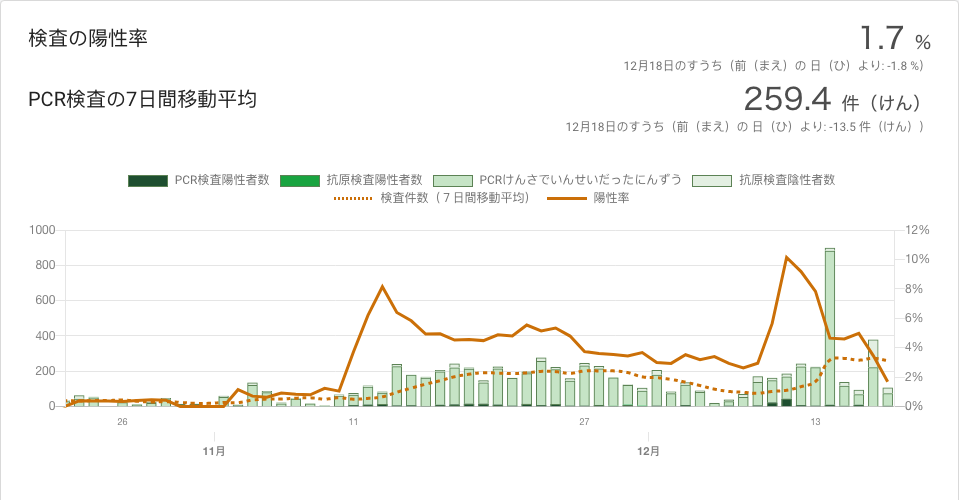 検査の陽性率
1.7 %
12月18日のすうち（前（まえ）の 日（ひ）より: -1.8 %）
PCR検査の7日間移動平均
259.4 件（けん）
12月18日のすうち（前（まえ）の 日（ひ）より: -13.5 件（けん））
PCR検査陽性者数 抗原検査陽性者数 PCRけんさでいんせいだったにんずう 抗原検査陰性者数
検査件数（７日間移動平均） 陽性率
1000 12%
800 10%
600 8%
400 6%
200 4%
0 2%
0%
26 11 27 13
11月 12月